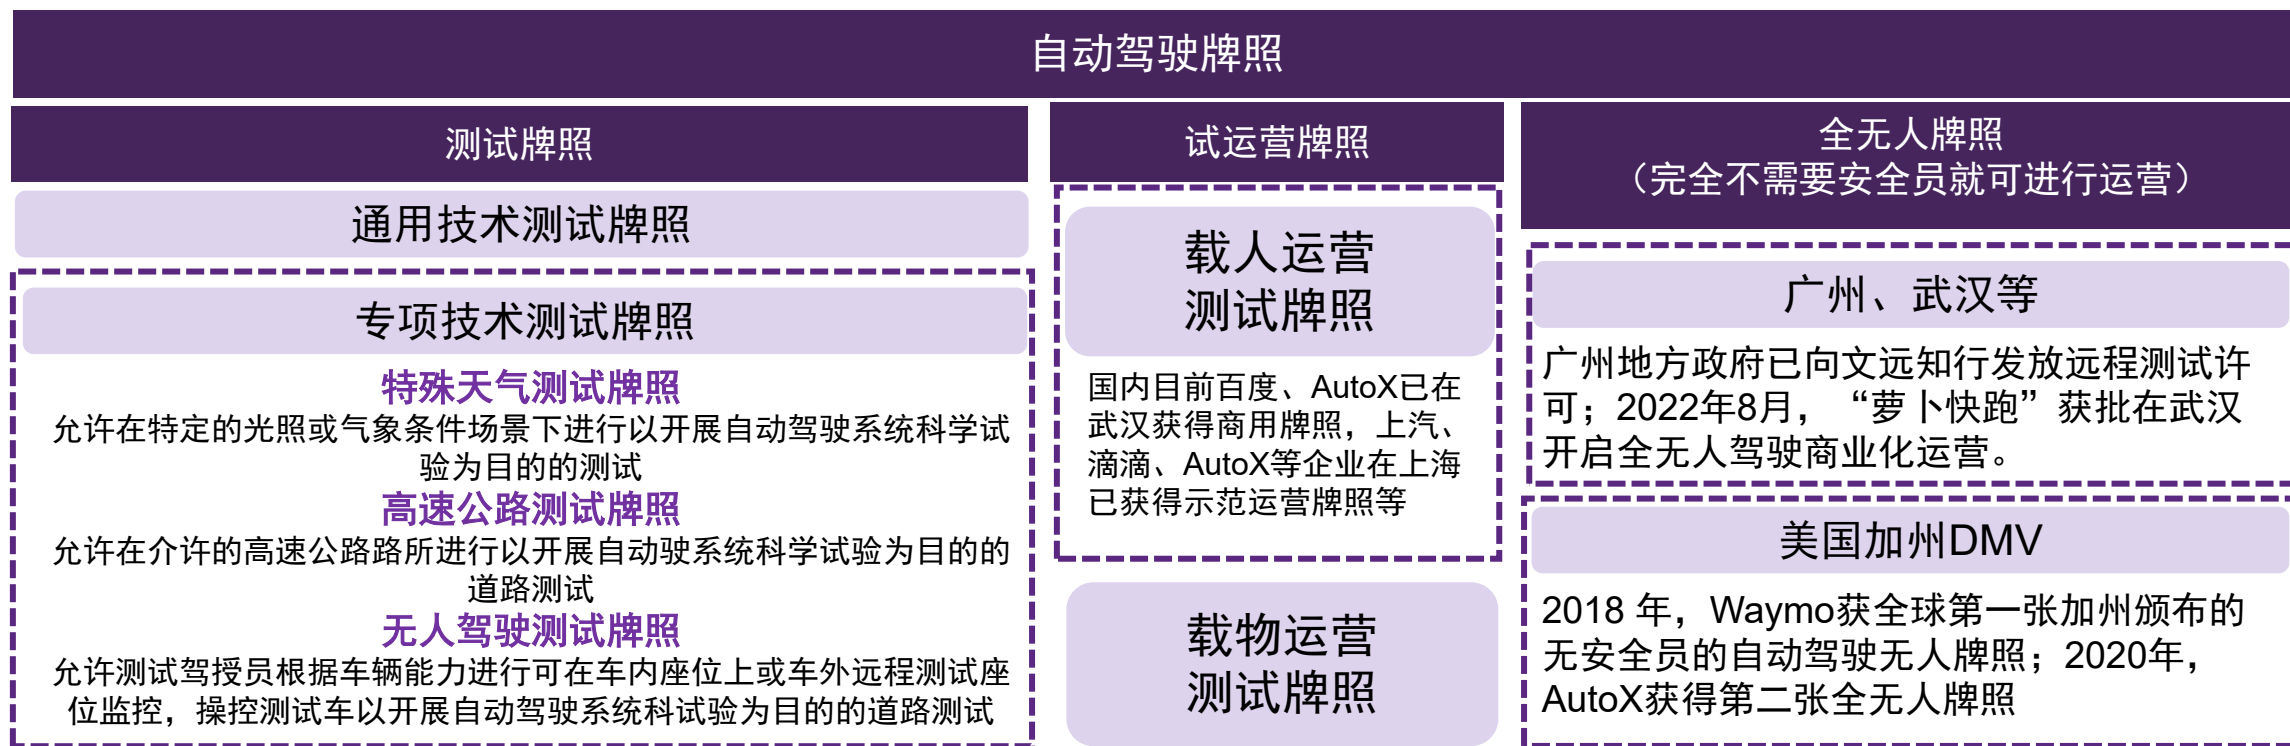 自动驾驶牌照
测试牌照
通用技术测试牌照
专项技术测试牌照
特殊天气测试牌照
允许在特定的光照或气象条件场景下进行以开展自动驾驶系统科学试
验为目的的测试
高速公路测试牌照
允许在介许的高速公路路所进行以开展自动驶系统科学试验为目的的
道路测试
无人驾驶测试牌照
允许测试驾授员根据车辆能力进行可在车内座位上或车外远程测试座
位监控，操控测试车以开展自动驾驶系统科试验为目的的道路测试
试运营牌照
载人运营
测试牌照
国内目前百度、AutoX已在
武汉获得商用牌照，上汽、
滴滴、AutoX等企业在上海
已获得示范运营牌照等
载物运营
测试牌照
全无人牌照
（完全不需要安全员就可进行运营）
广州、武汉等
广州地方政府已向文远知行发放远程测试许
可；2022年8月，“萝卜快跑”获批在武汉
开启全无人驾驶商业化运营。
美国加州DMV
2018 年，Waymo获全球第一张加州颁布的
无安全员的自动驾驶无人牌照；2020年，
AutoX获得第二张全无人牌照